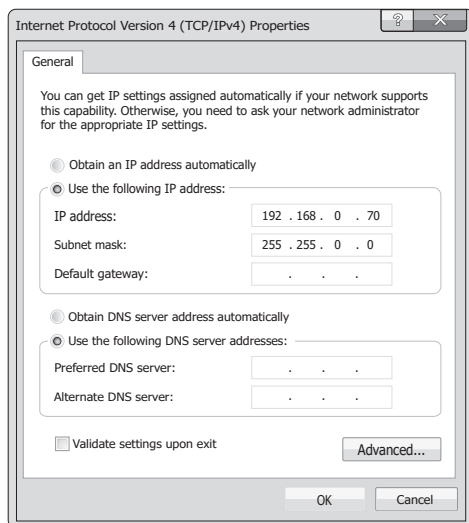 Internet Protocol Version 4 (TCP/IPv4) Properties
General
You can get IP settings assigned automatically if your network supports
this capability. Otherwise, you need to ask your network administrator
for the appropriate IP settings.
Obtain an IP address automatically
Use the following IP address:
IP address: 192 . 168 . 0 . 70
Subnet mask: 255 . 255 . 0 . 0
Default gateway: . . .
Obtain DNS server address automatically
Use the following DNS server addresses:
Preferred DNS server: . . .
Alternate DNS server: . . .
Validate settings upon exit
Advanced...
OK Cancel